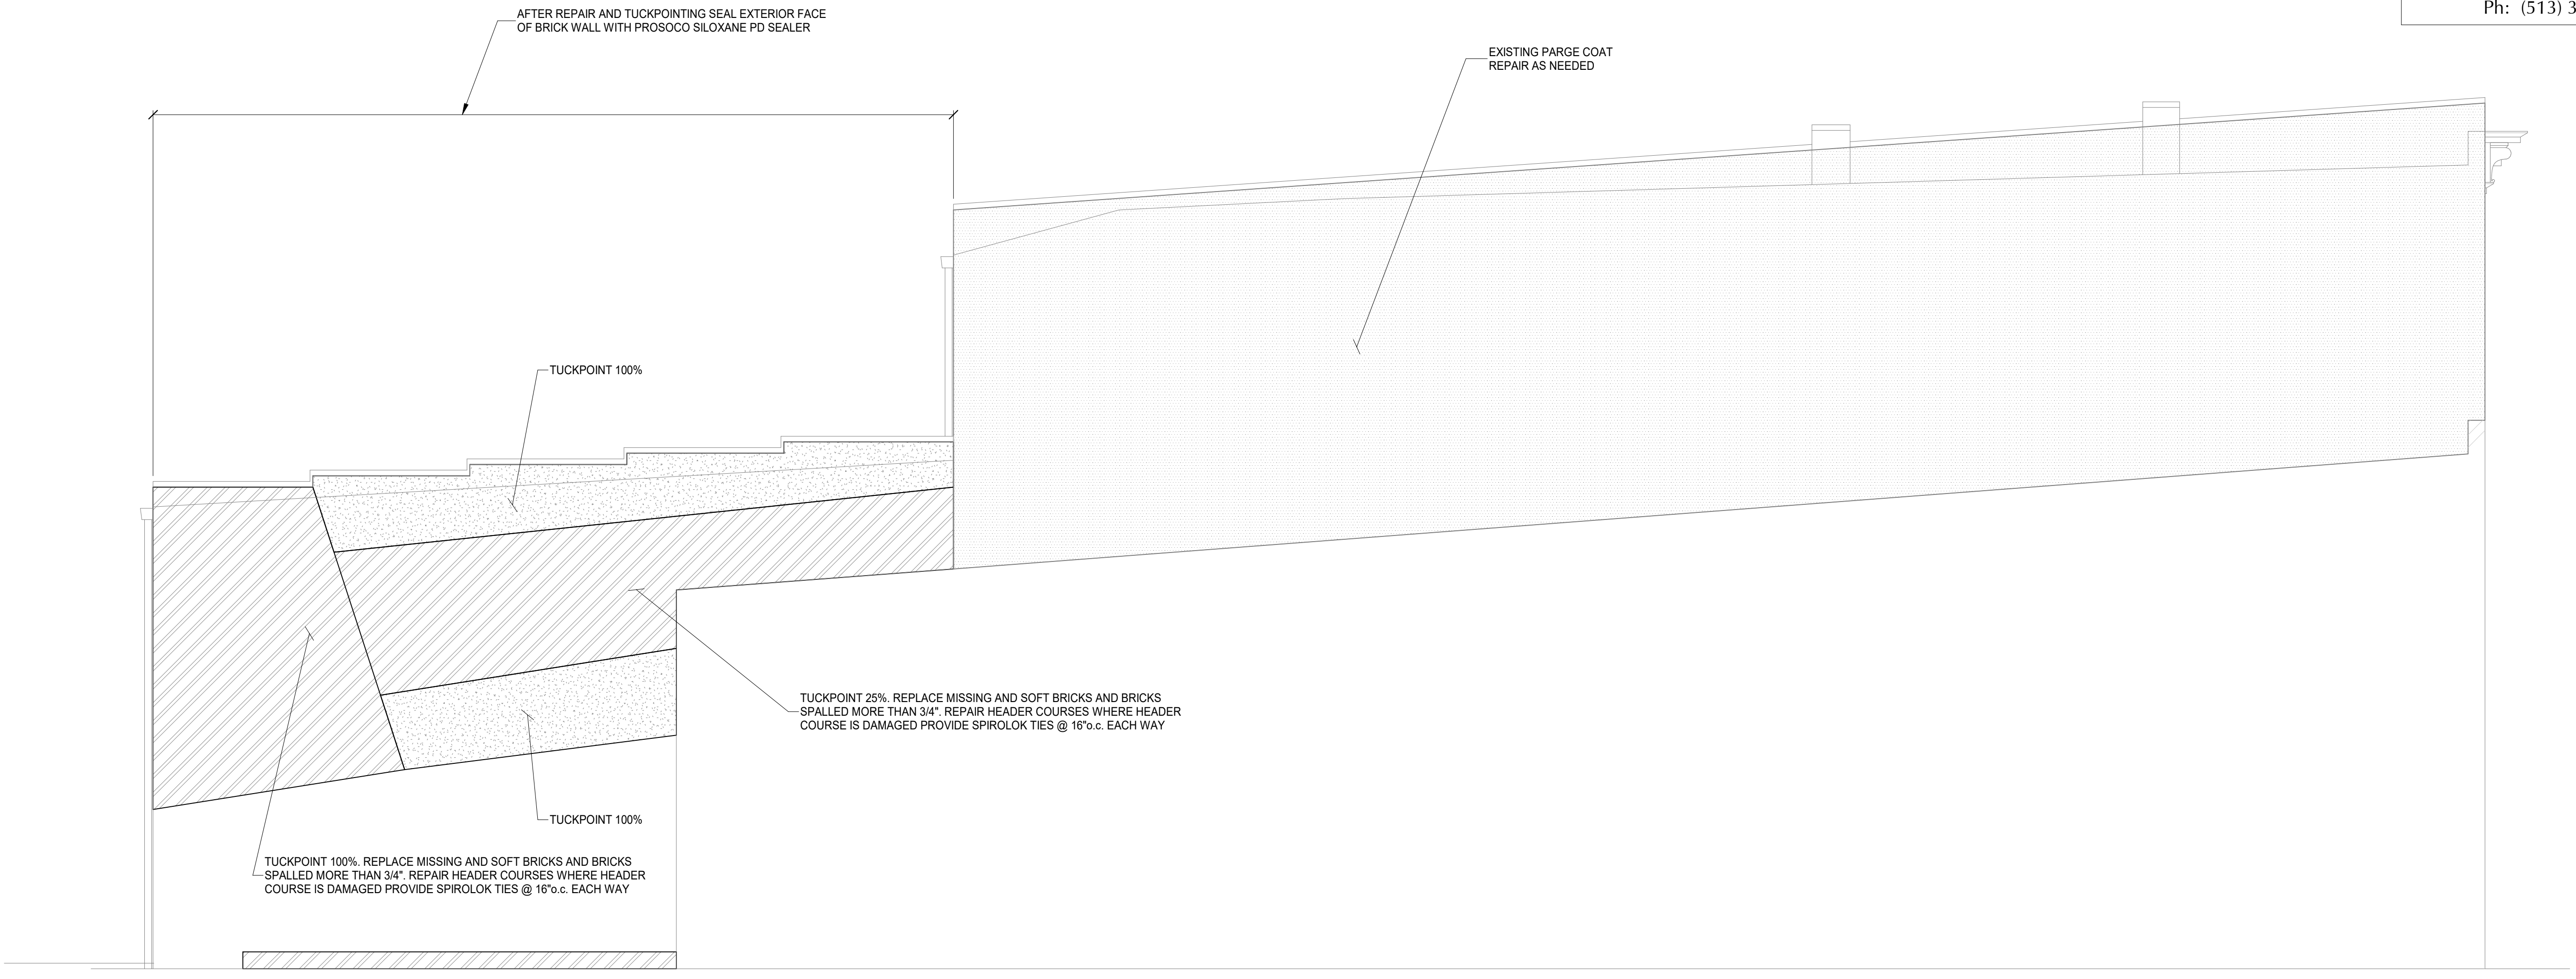 Ph: (513) 3
AFTER REPAIR AND TUCKPOINTING SEAL EXTERIOR FACE
OF BRICK WALL WITH PROSOCO SILOXANE PD SEALER
EXISTING PARGE COAT
REPAIR AS NEEDED
TUCKPOINT 100%
TUCKPOINT 25%. REPLACE MISSING AND SOFT BRICKS AND BRICKS
SPALLED MORE THAN 3/4". REPAIR HEADER COURSES WHERE HEADER
COURSE IS DAMAGED PROVIDE SPIROLOK TIES @ 16"o.c. EACH WAY
TUCKPOINT 100%
TUCKPOINT 100%. REPLACE MISSING AND SOFT BRICKS AND BRICKS
SPALLED MORE THAN 3/4". REPAIR HEADER COURSES WHERE HEADER
COURSE IS DAMAGED PROVIDE SPIROLOK TIES @ 16"o.c. EACH WAY